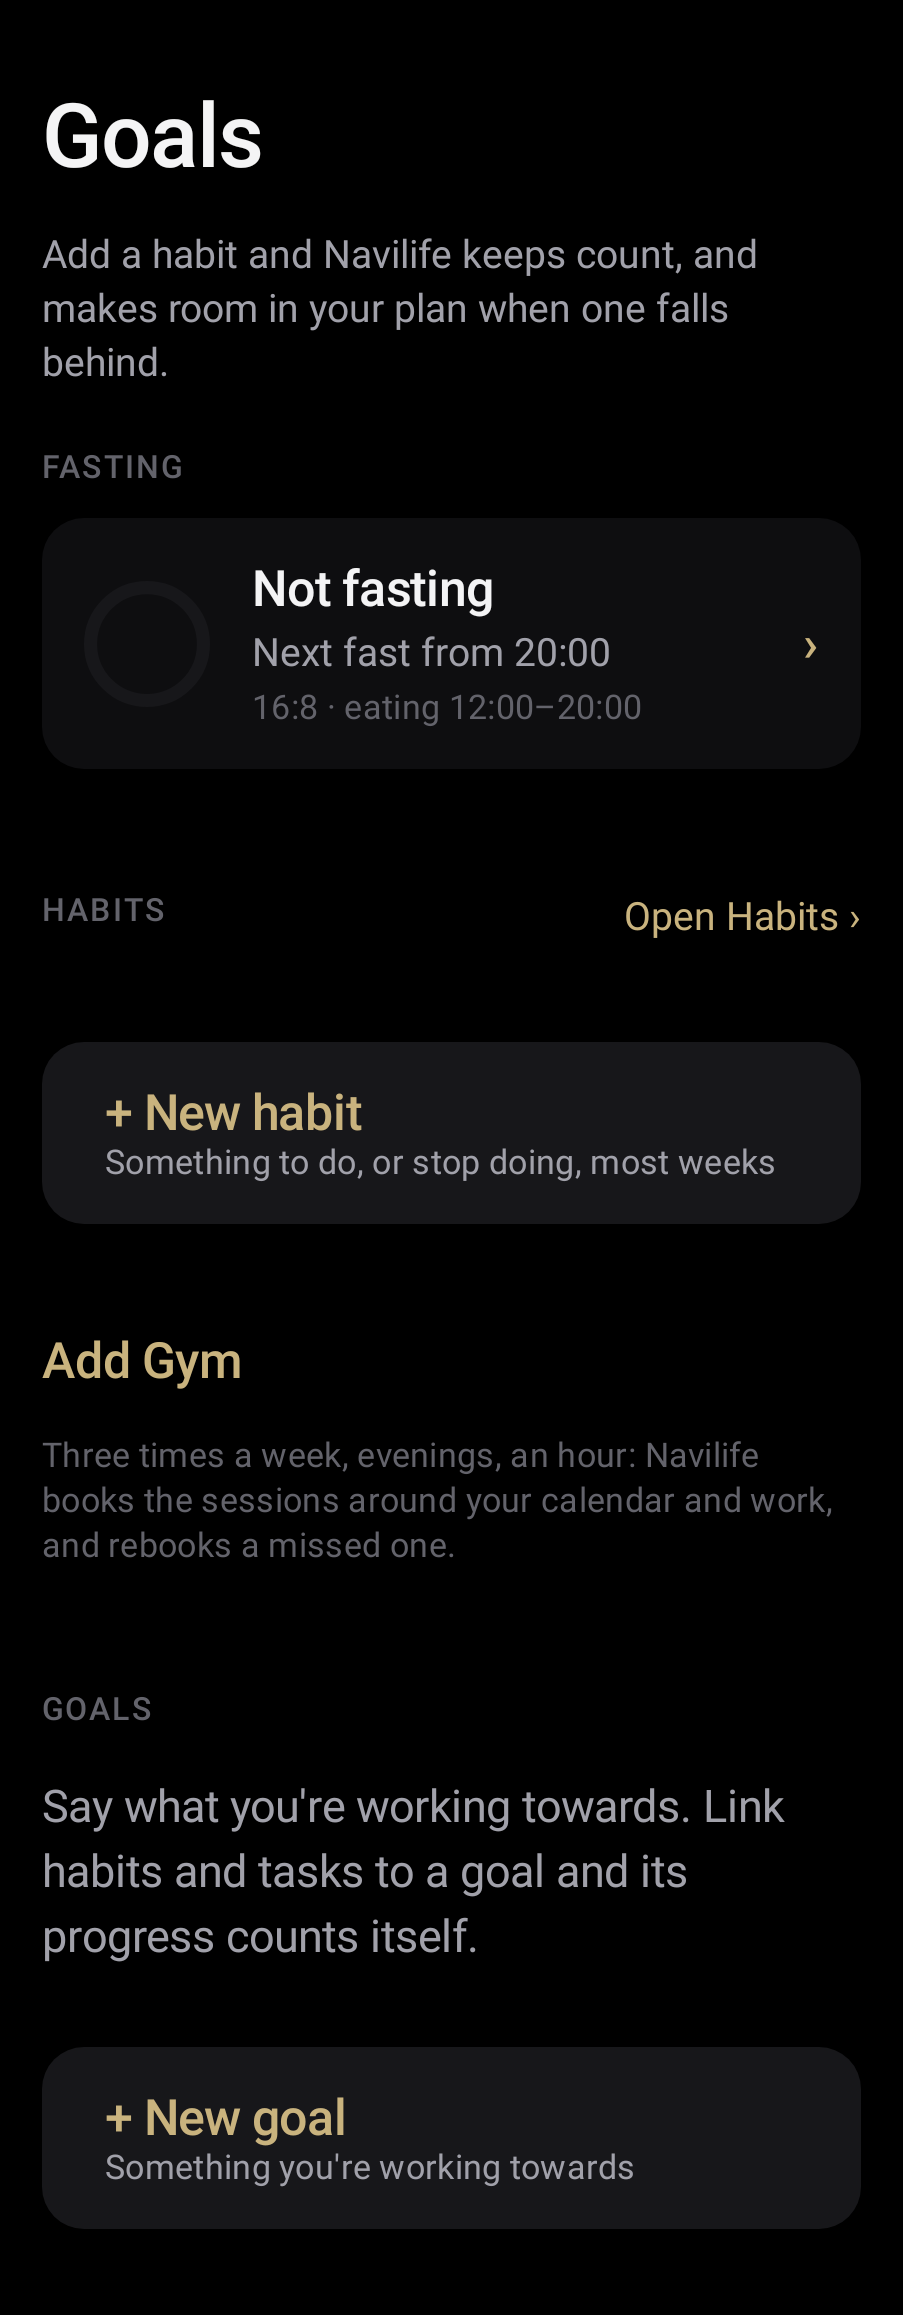 Goals
Add a habit and Navilife keeps count, and
makes room in your plan when one falls
behind.
FASTING
Not fasting
Next fast from 20:00
›
16:8 · eating 12:00–20:00
HABITS
Open Habits ›
+ New habit
Something to do, or stop doing, most weeks
Add Gym
Three times a week, evenings, an hour: Navilife
books the sessions around your calendar and work,
and rebooks a missed one.
GOALS
Say what you're working towards. Link
habits and tasks to a goal and its
progress counts itself.
+ New goal
Something you're working towards